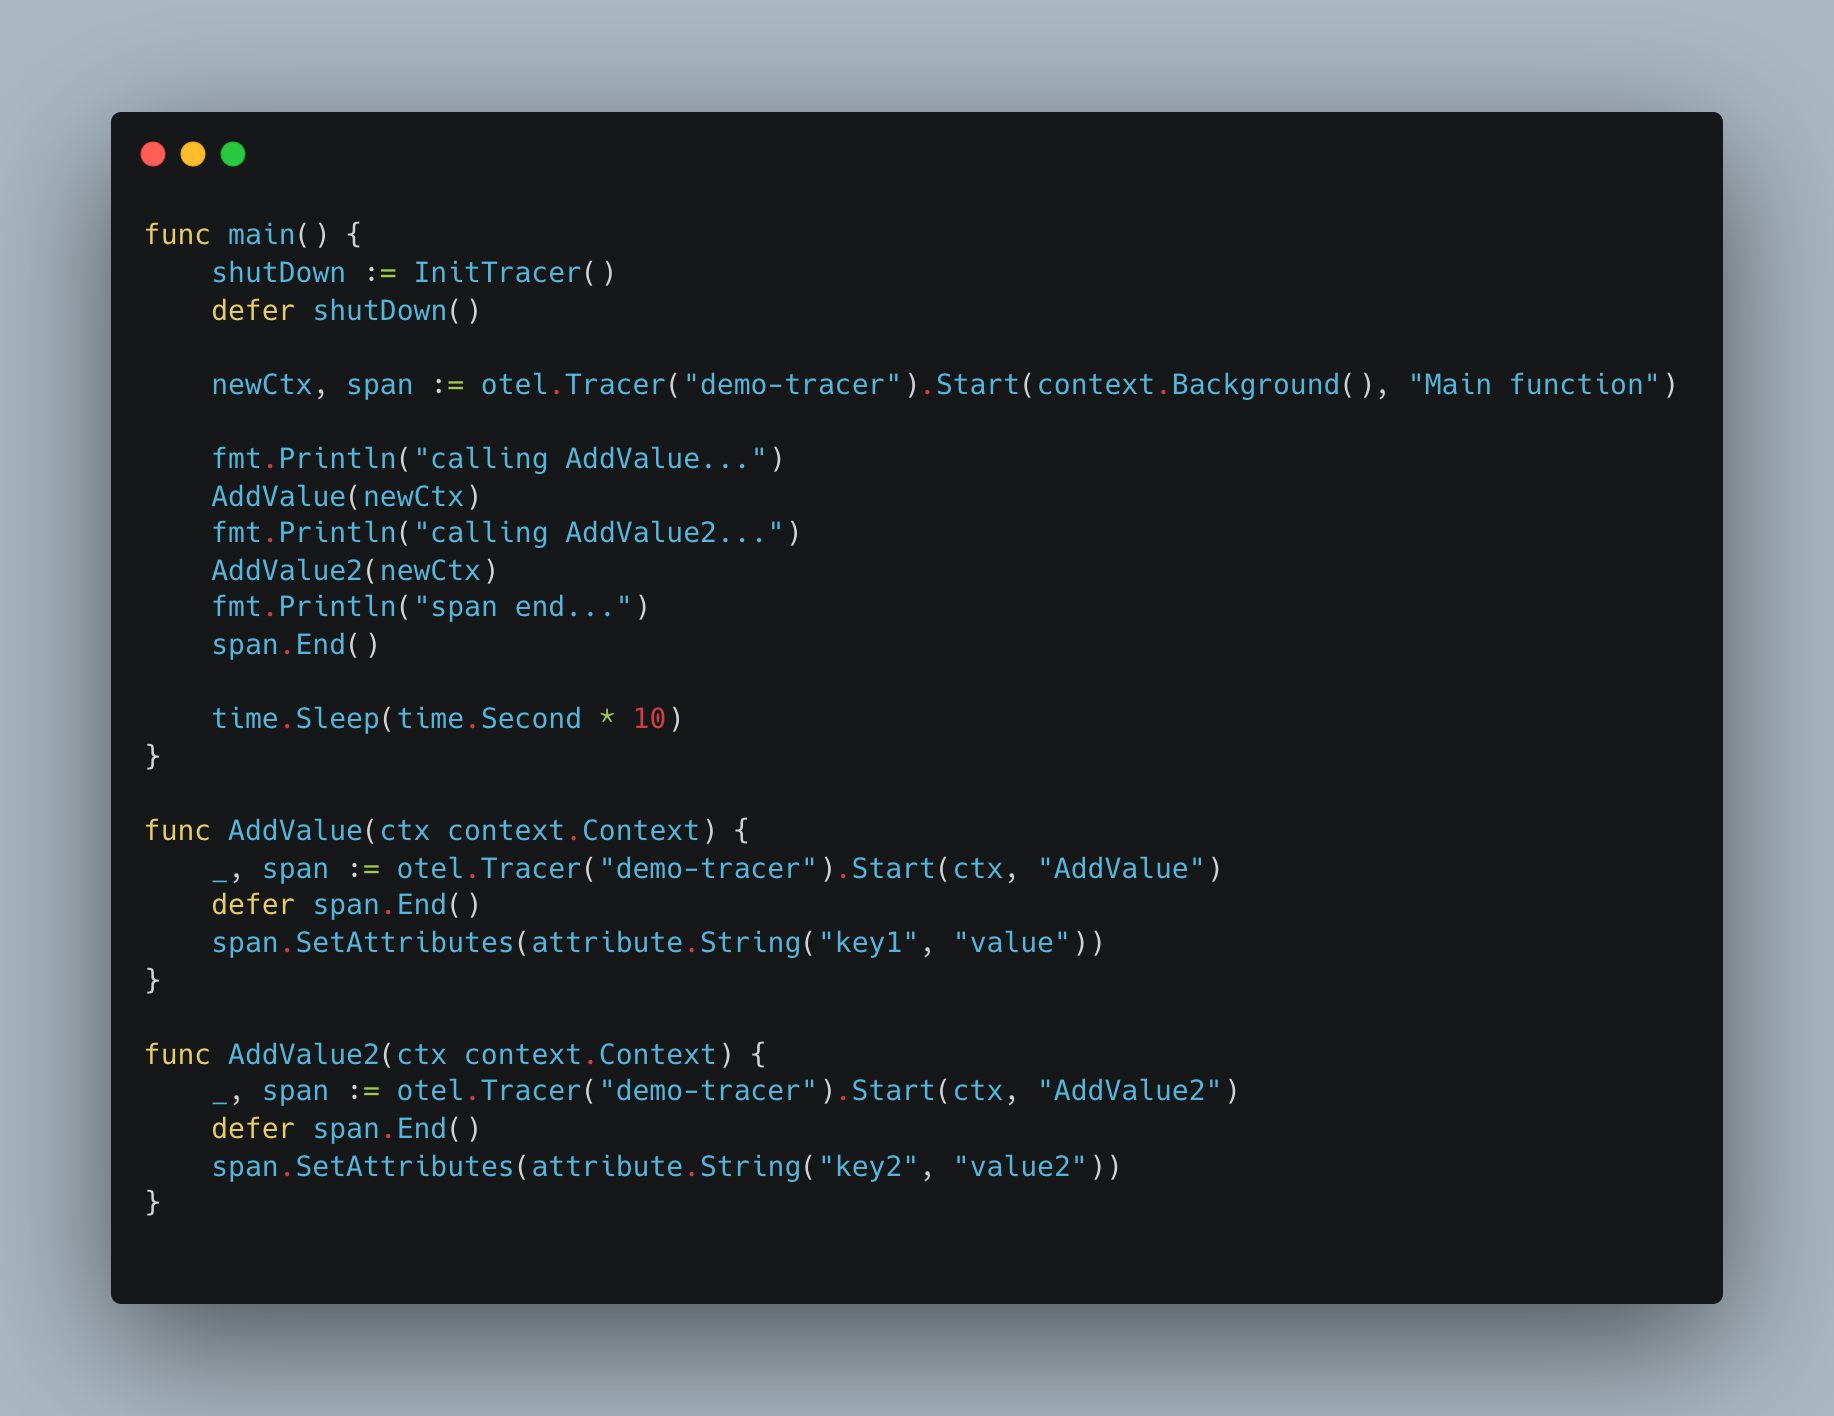 func main() {
    shutDown := InitTracer()
    defer shutDown()

    newCtx, span := otel.Tracer("demo-tracer").Start(context.Background(), "Main function")

    fmt.Println("calling AddValue...")
    AddValue(newCtx)
    fmt.Println("calling AddValue2...")
    AddValue2(newCtx)
    fmt.Println("span end...")
    span.End()

    time.Sleep(time.Second * 10)
}

func AddValue(ctx context.Context) {
    _, span := otel.Tracer("demo-tracer").Start(ctx, "AddValue")
    defer span.End()
    span.SetAttributes(attribute.String("key1", "value"))
}

func AddValue2(ctx context.Context) {
    _, span := otel.Tracer("demo-tracer").Start(ctx, "AddValue2")
    defer span.End()
    span.SetAttributes(attribute.String("key2", "value2"))
}